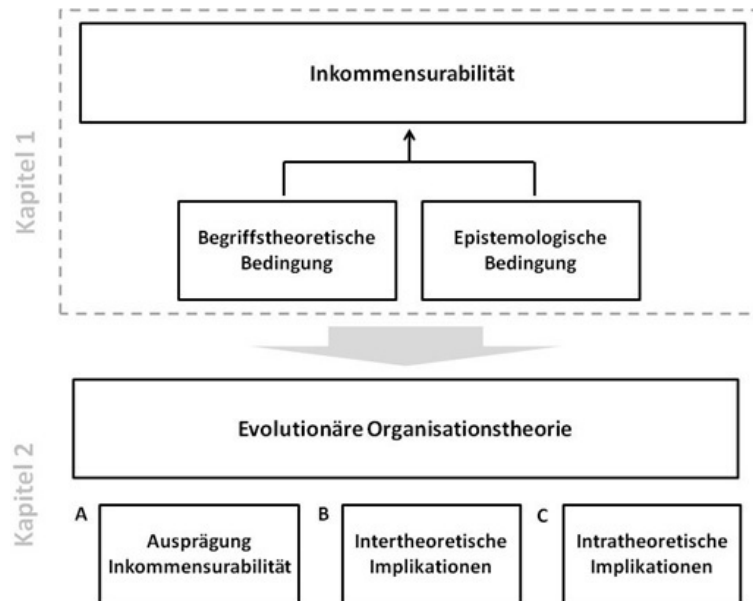 Kapitel 1
Inkommensurabilität
Begriffstheoretische
Bedingung
Epistemologische
Bedingung
Kapitel 2
Evolutionäre Organisationstheorie
A
Ausprägung
Inkommensurabilität
B
Intertheoretische
Implikationen
C
Intratheoretische
Implikationen